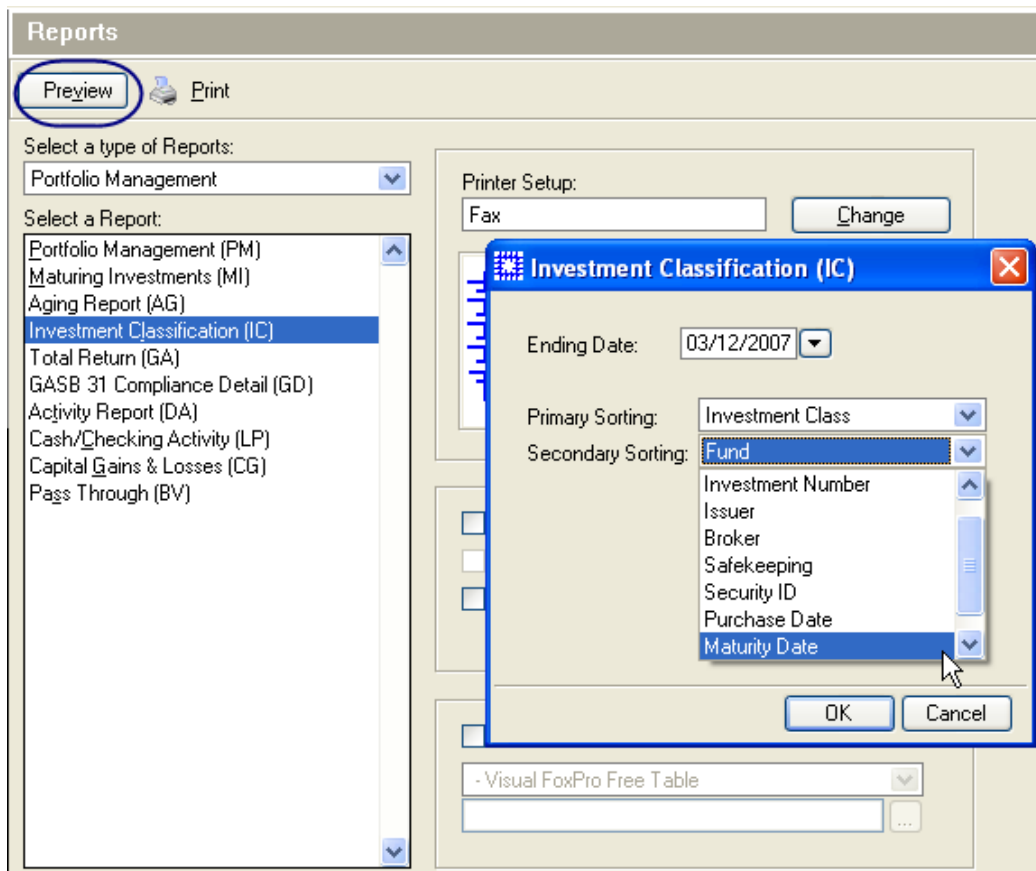 Reports
Preview Print
Select a type of Reports:
Portfolio Management
Select a Report:
Portfolio Management (PM)
Maturing Investments (MI)
Aging Report (AG)
Investment Classification (IC)
Total Return (GA)
GASB 31 Compliance Detail (GD)
Activity Report (DA)
Cash/Checking Activity (LP)
Capital Gains & Losses (CG)
Pass Through (BV)
Printer Setup:
Fax Change
Investment Classification (IC)
Ending Date: 03/12/2007
Primary Sorting: Investment Class
Secondary Sorting: Fund
Investment Number
Issuer
Broker
Safekeeping
Security ID
Purchase Date
Maturity Date
OK Cancel
- Visual FoxPro Free Table
...